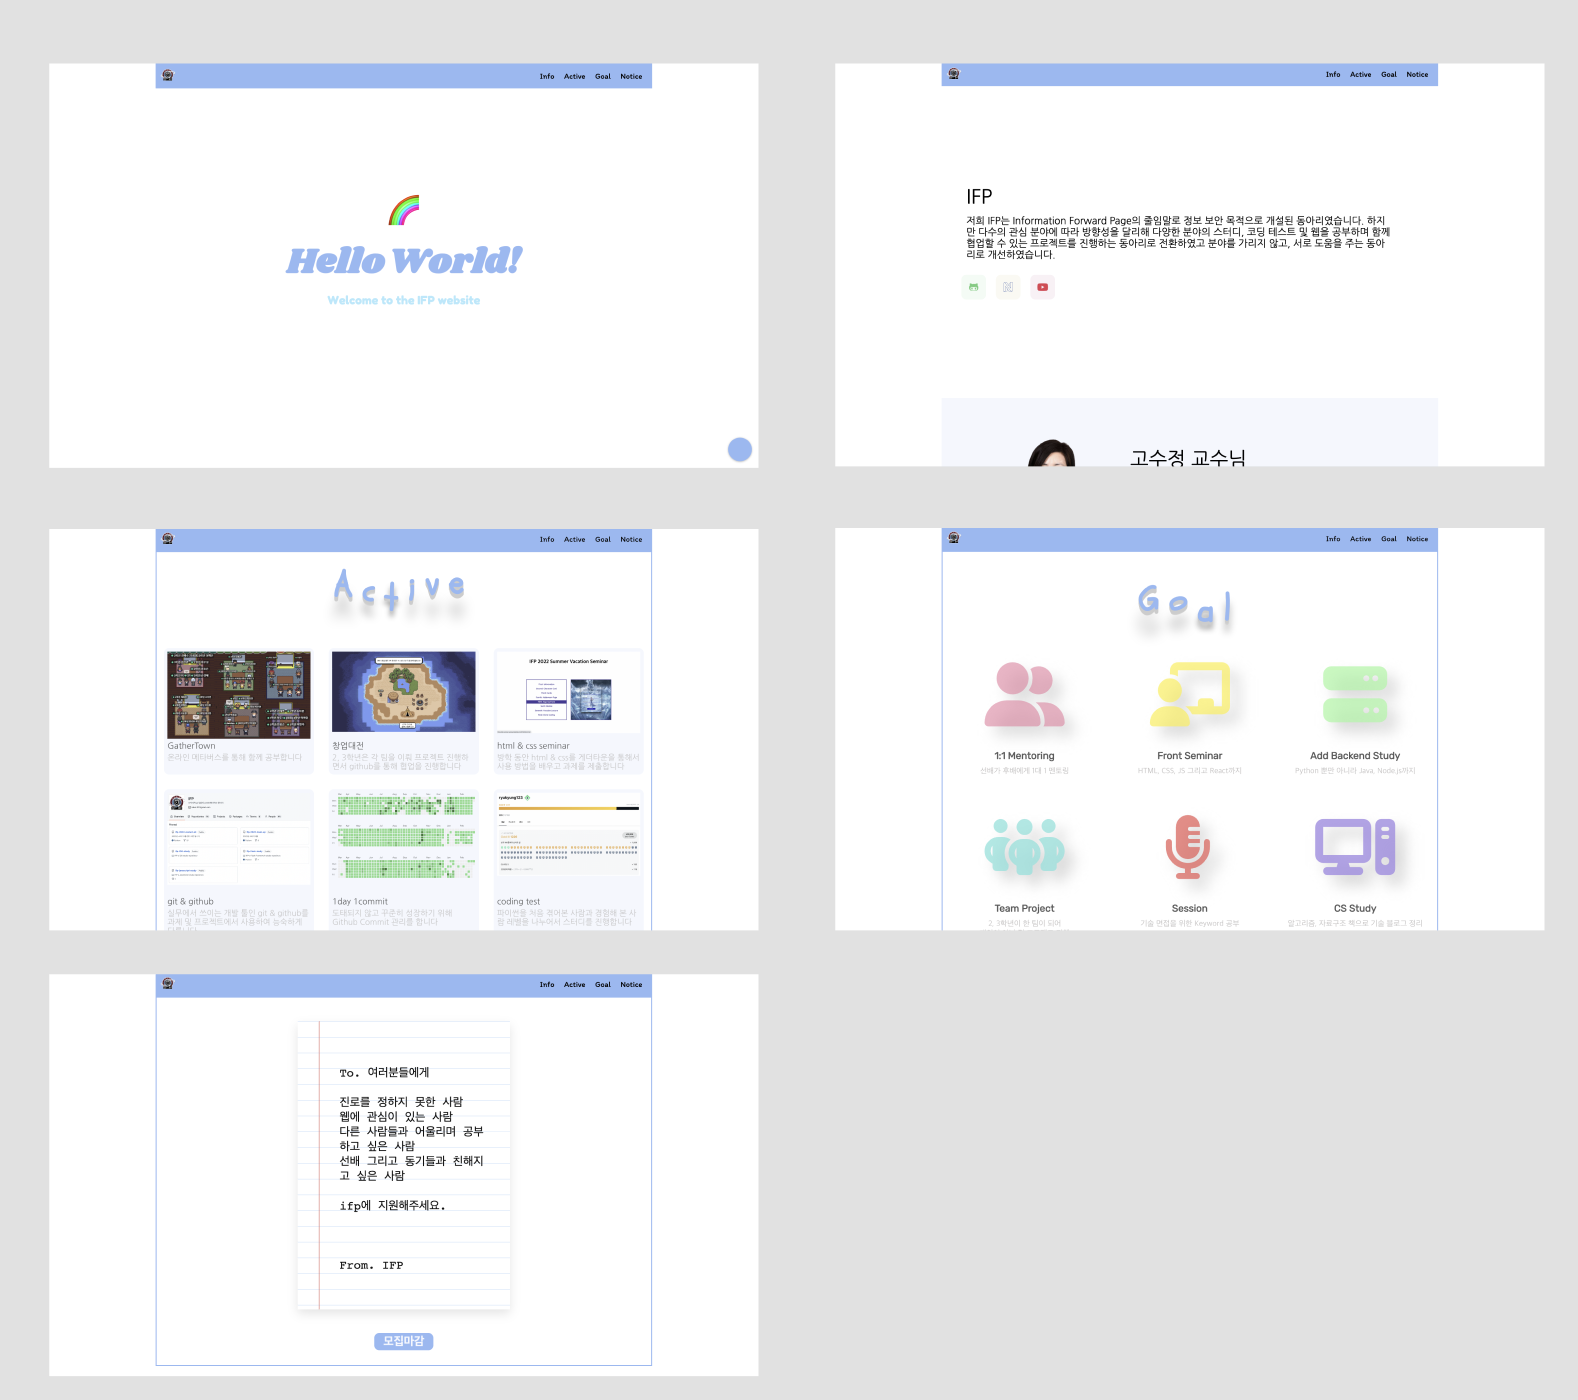 Info Active Goal Notice
Hello World!
Welcome to the IFP website
Info Active Goal Notice
IFP
저희 IFP는 Information Forward Page의 줄임말로 정보 보안 목적으로 개설된 동아리였습니다. 하지
만 다수의 관심 분야에 따라 방향성을 달리해 다양한 분야의 스터디, 코딩 테스트 및 웹을 공부하며 함께
협업할 수 있는 프로젝트를 진행하는 동아리로 전환하였고 분야를 가리지 않고, 서로 도움을 주는 동아
리로 개선하였습니다.
고수정 교수님
Info Active Goal Notice
Active
IFP 2022 Summer Vacation Seminar
GatherTown
온라인 메타버스를 통해 함께 공부합니다
창업대전
2, 3학년은 각 팀을 이뤄 프로젝트 진행하
면서 github를 통해 협업을 진행합니다
html & css seminar
방학 동안 html & css를 게더타운을 통해서
사용 방법을 배우고 과제를 제출합니다
ryukyung123
git & github
실무에서 쓰이는 개발 툴인 git & github를
과제 및 프로젝트에서 사용하며 능숙하게
1day 1commit
도태되지 않고 꾸준히 성장하기 위해
Github Commit 관리를 합니다
coding test
파이썬을 처음 겪어본 사람과 경험해 본 사
람 레벨을 나누어서 스터디를 진행합니다
Info Active Goal Notice
Goal
1:1 Mentoring
선배가 후배에게 1대 1 멘토링
Front Seminar
HTML, CSS, JS 그리고 React까지
Add Backend Study
Python 뿐만 아니라 Java, Node.js까지
Team Project
2, 3학년이 한 팀이 되어
Session
기술 면접을 위한 Keyword 공부
CS Study
알고리즘, 자료구조 책으로 기술 블로그 정리
Info Active Goal Notice
To. 여러분들에게
진로를 정하지 못한 사람
웹에 관심이 있는 사람
다른 사람들과 어울리며 공부
하고 싶은 사람
선배 그리고 동기들과 친해지
고 싶은 사람
ifp에 지원해주세요.
From. IFP
모집마감